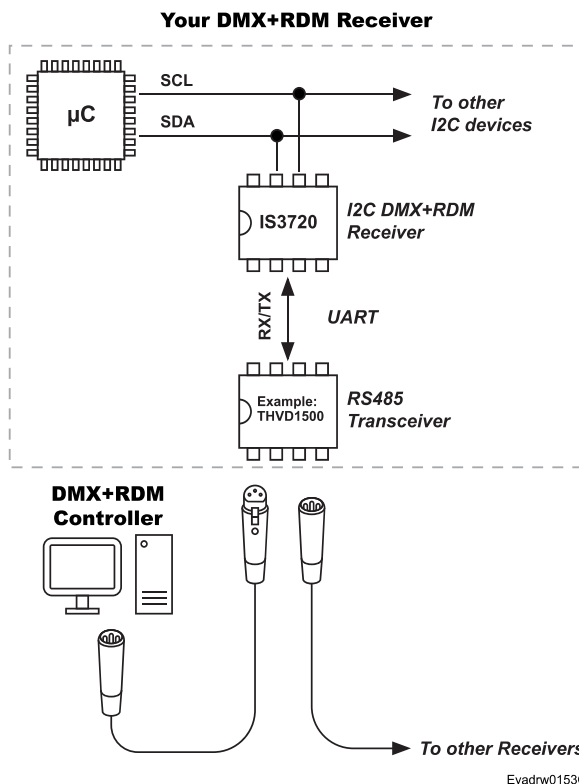 Your DMX+RDM Receiver
SCL
µC
SDA
To other
I2C devices
IS3720
I2C DMX+RDM
Receiver
RX/TX
UART
Example:
THVD1500
RS485
Transceiver
DMX+RDM
Controller
To other Receivers